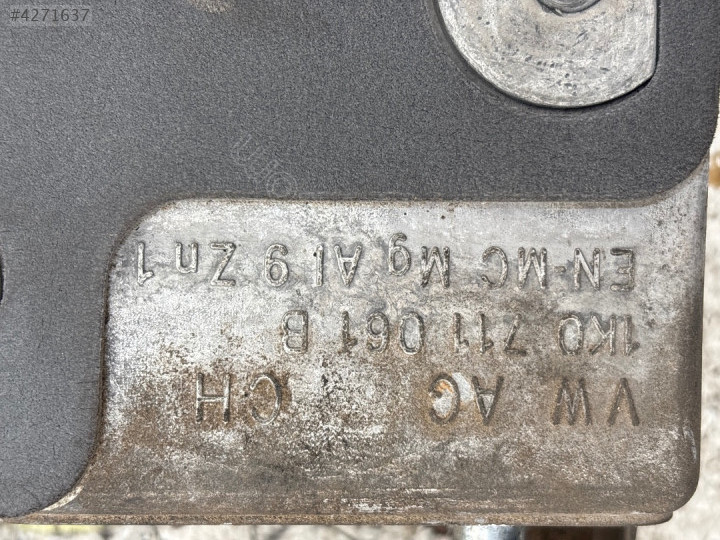 #4271637
VW AG CH
1K0 711 061 B
EN-MC Mg Al 9 Zn 1